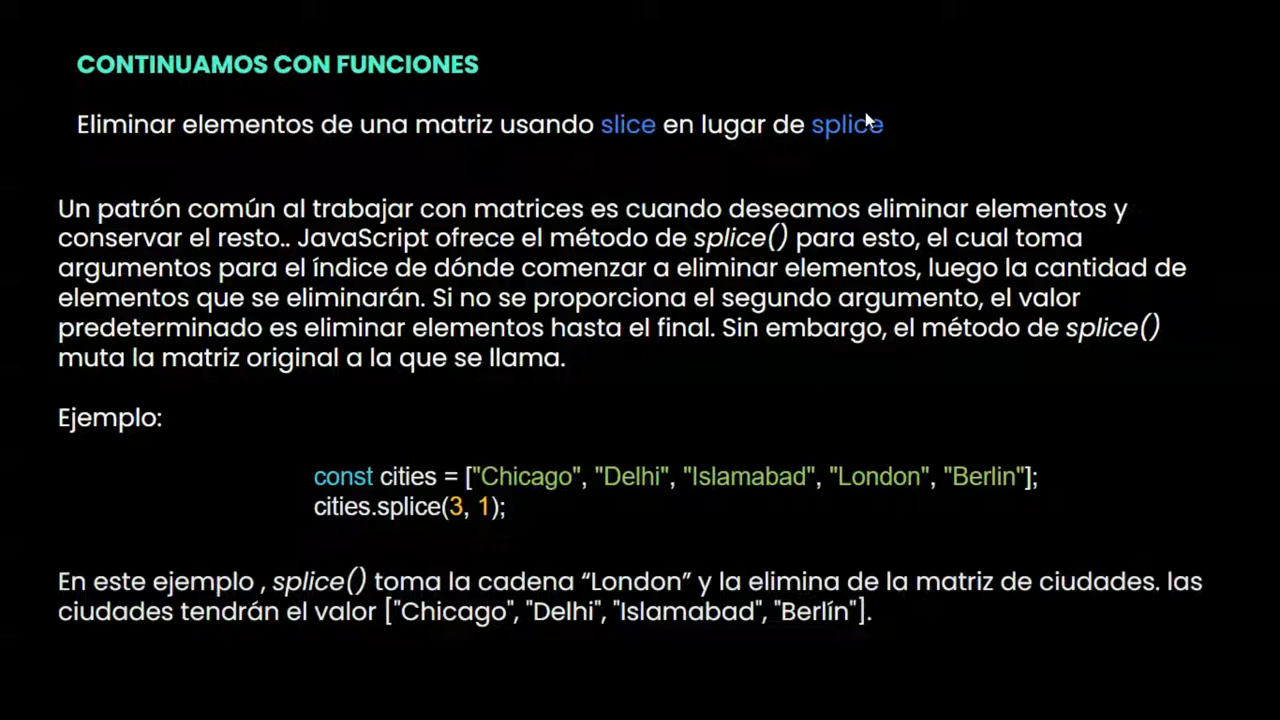 CONTINUAMOS CON FUNCIONES
Eliminar elementos de una matriz usando slice en lugar de splice
Un patrón común al trabajar con matrices es cuando deseamos eliminar elementos y
conservar el resto.. JavaScript ofrece el método de splice() para esto, el cual toma
argumentos para el índice de dónde comenzar a eliminar elementos, luego la cantidad de
elementos que se eliminarán. Si no se proporciona el segundo argumento, el valor
predeterminado es eliminar elementos hasta el final. Sin embargo, el método de splice()
muta la matriz original a la que se llama.
Ejemplo:
const cities = ["Chicago", "Delhi", "Islamabad", "London", "Berlin"];
cities.splice(3, 1);
En este ejemplo , splice() toma la cadena “London” y la elimina de la matriz de ciudades. las
ciudades tendrán el valor ["Chicago", "Delhi", "Islamabad", "Berlín"].